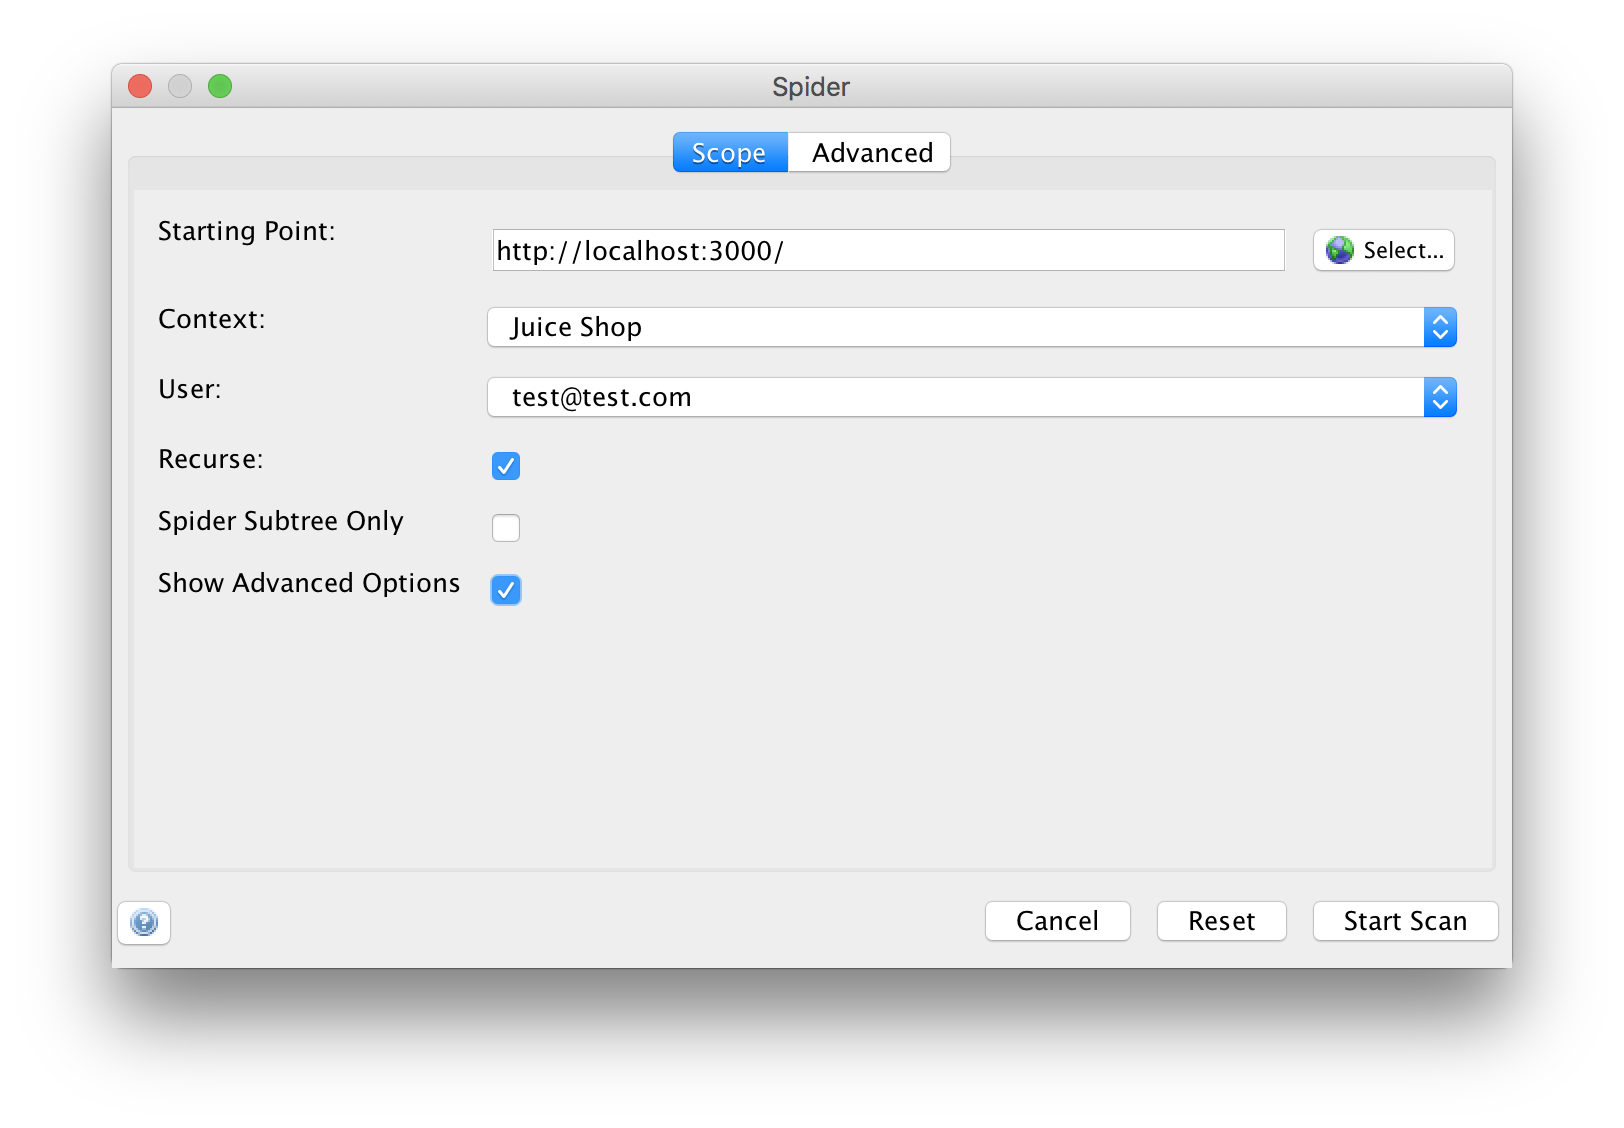 Spider
Scope Advanced
Starting Point: http://localhost:3000/ Select...
Context: Juice Shop
User: test@test.com
Recurse:
Spider Subtree Only
Show Advanced Options
? Cancel Reset Start Scan